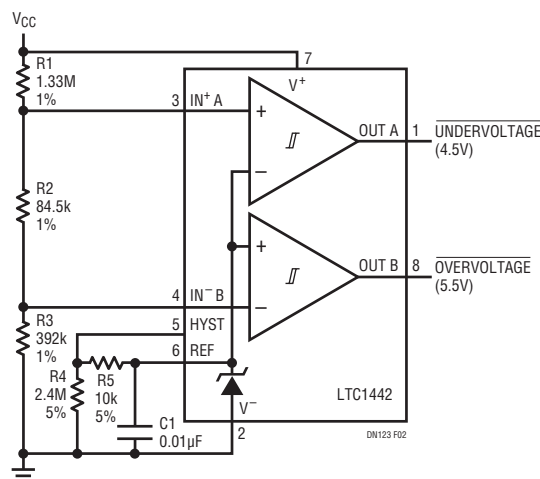 VCC
R1
1.33M
1%
7
V+
3 IN+ A
+
OUT A 1 UNDERVOLTAGE
(4.5V)
−
R2
84.5k
1%
+
OUT B 8 OVERVOLTAGE
(5.5V)
4 IN− B
−
5 HYST
6 REF
R3
392k
1%
R4
2.4M
5%
R5
10k
5%
C1
0.01µF
V−
2
LTC1442
DN123 F02